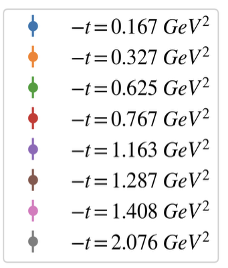 −t = 0.167 GeV²
−t = 0.327 GeV²
−t = 0.625 GeV²
−t = 0.767 GeV²
−t = 1.163 GeV²
−t = 1.287 GeV²
−t = 1.408 GeV²
−t = 2.076 GeV²